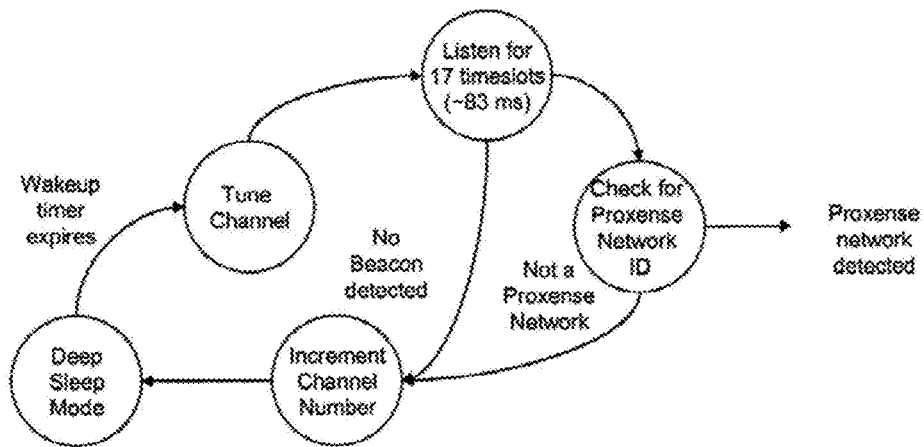 Listen for
17 timeslots
(~83 ms)
Wakeup
timer
expires
Tune
Channel
Check for
Proxense
Network
ID
Proxense
network
detected
No
Beacon
detected
Not a
Proxense
Network
Deep
Sleep
Mode
Increment
Channel
Number